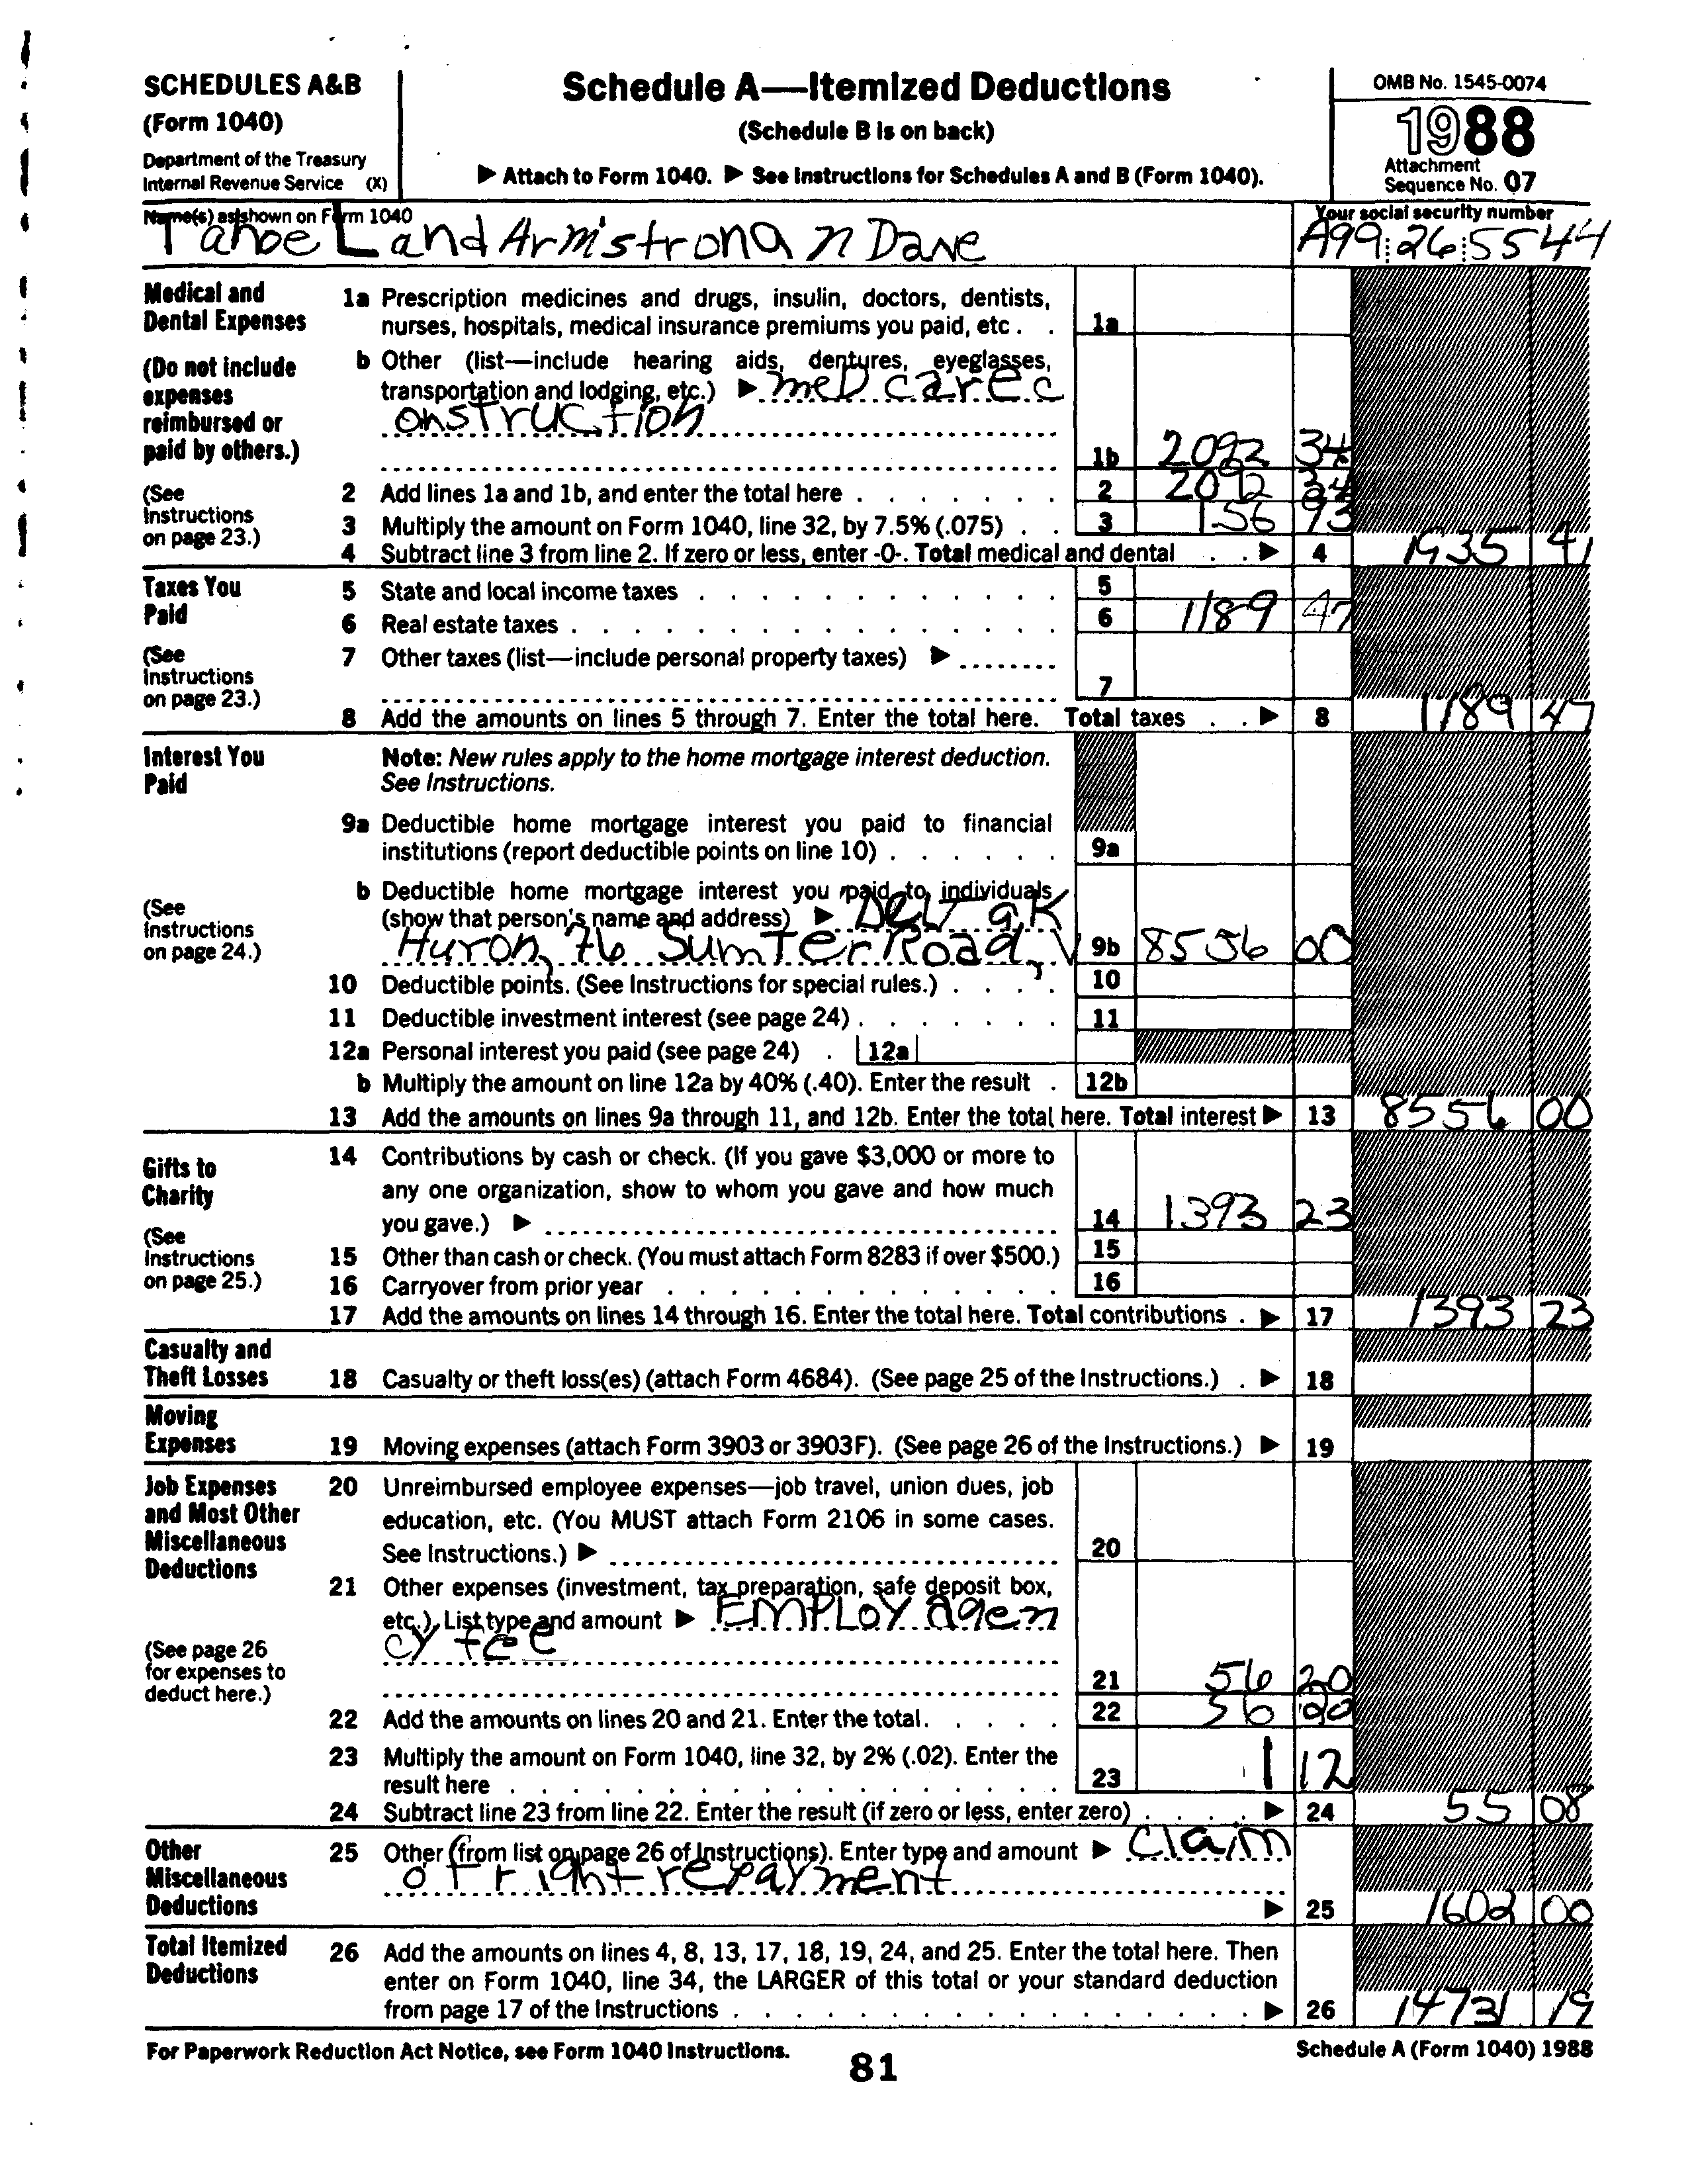 SCHEDULES A&B
(Form 1040)
Department of the Treasury
Internal Revenue Service (X)
Schedule A—Itemized Deductions
(Schedule B is on back)
▶ Attach to Form 1040. ▶ See Instructions for Schedules A and B (Form 1040).
OMB No. 1545-0074
1988
Attachment
Sequence No. 07
Name(s) as shown on Form 1040
Tahoe L and Armstrong n Dave
Your social security number
A99:26:5544
Medical and
Dental Expenses
(Do not include
expenses
reimbursed or
paid by others.)
(See
Instructions
on page 23.)
1a Prescription medicines and drugs, insulin, doctors, dentists,
nurses, hospitals, medical insurance premiums you paid, etc . . 1a
b Other (list—include hearing aids, dentures, eyeglasses,
transportation and lodging, etc.) ▶ meD carec
onstruction
1b 2092 34
2 Add lines 1a and 1b, and enter the total here . . . . . . . 2 2092 34
3 Multiply the amount on Form 1040, line 32, by 7.5% (.075) . . 3 156 93
4 Subtract line 3 from line 2. If zero or less, enter -0-. Total medical and dental . . ▶ 4 1935 41
Taxes You
Paid
(See
Instructions
on page 23.)
5 State and local income taxes . . . . . . . . . . . . 5
6 Real estate taxes . . . . . . . . . . . . . . . . 6 1189 47
7 Other taxes (list—include personal property taxes) ▶
7
8 Add the amounts on lines 5 through 7. Enter the total here. Total taxes . . ▶ 8 1189 47
Interest You
Paid
(See
Instructions
on page 24.)
Note: New rules apply to the home mortgage interest deduction.
See Instructions.
9a Deductible home mortgage interest you paid to financial
institutions (report deductible points on line 10) . . . . . . 9a
b Deductible home mortgage interest you paid to individuals
(show that person's name and address) ▶ Delt a,K
Huron, 76 Sumter Road, V 9b 8556 00
10 Deductible points. (See Instructions for special rules.) . . . . 10
11 Deductible investment interest (see page 24) . . . . . . . 11
12a Personal interest you paid (see page 24) . 12a
b Multiply the amount on line 12a by 40% (.40). Enter the result . 12b
13 Add the amounts on lines 9a through 11, and 12b. Enter the total here. Total interest ▶ 13 8556 00
Gifts to
Charity
(See
Instructions
on page 25.)
14 Contributions by cash or check. (If you gave $3,000 or more to
any one organization, show to whom you gave and how much
you gave.) ▶ 14 1393 23
15 Other than cash or check. (You must attach Form 8283 if over $500.) 15
16 Carryover from prior year . . . . . . . . . . . . . 16
17 Add the amounts on lines 14 through 16. Enter the total here. Total contributions . ▶ 17 1393 23
Casualty and
Theft Losses
18 Casualty or theft loss(es) (attach Form 4684). (See page 25 of the Instructions.) . ▶ 18
Moving
Expenses
19 Moving expenses (attach Form 3903 or 3903F). (See page 26 of the Instructions.) ▶ 19
Job Expenses
and Most Other
Miscellaneous
Deductions
(See page 26
for expenses to
deduct here.)
20 Unreimbursed employee expenses—job travel, union dues, job
education, etc. (You MUST attach Form 2106 in some cases.
See Instructions.) ▶ 20
21 Other expenses (investment, tax preparation, safe deposit box,
etc.). List type and amount ▶ EMPLOY agen
cy fee
21 56 20
22 Add the amounts on lines 20 and 21. Enter the total. . . . . . 22 56 20
23 Multiply the amount on Form 1040, line 32, by 2% (.02). Enter the
result here . . . . . . . . . . . . . . . . . . 23 1 12
24 Subtract line 23 from line 22. Enter the result (if zero or less, enter zero) . . . . ▶ 24 55 08
Other
Miscellaneous
Deductions
25 Other (from list on page 26 of Instructions). Enter type and amount ▶ Claim
of right repayment
▶ 25 1602 00
Total Itemized
Deductions
26 Add the amounts on lines 4, 8, 13, 17, 18, 19, 24, and 25. Enter the total here. Then
enter on Form 1040, line 34, the LARGER of this total or your standard deduction
from page 17 of the Instructions . . . . . . . . . . . . . . . . . . ▶ 26 14731 19
For Paperwork Reduction Act Notice, see Form 1040 Instructions.
81
Schedule A (Form 1040) 1988